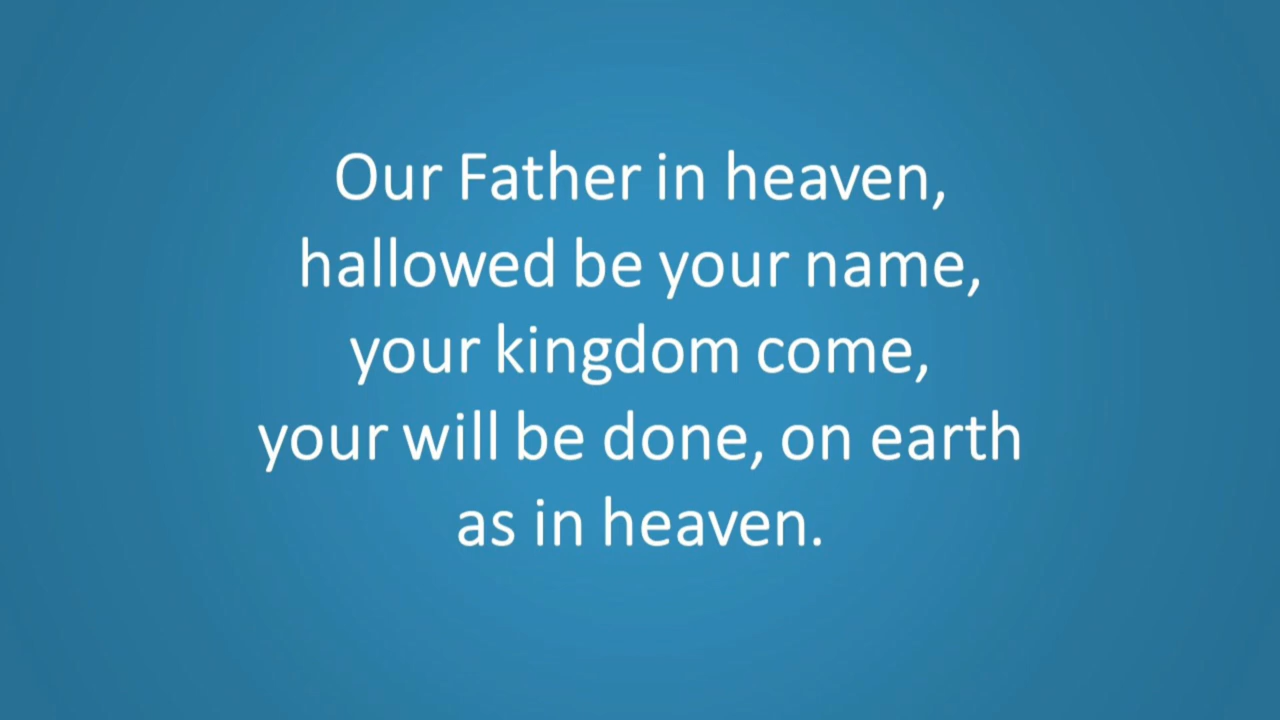 Our Father in heaven,
hallowed be your name,
your kingdom come,
your will be done, on earth
as in heaven.